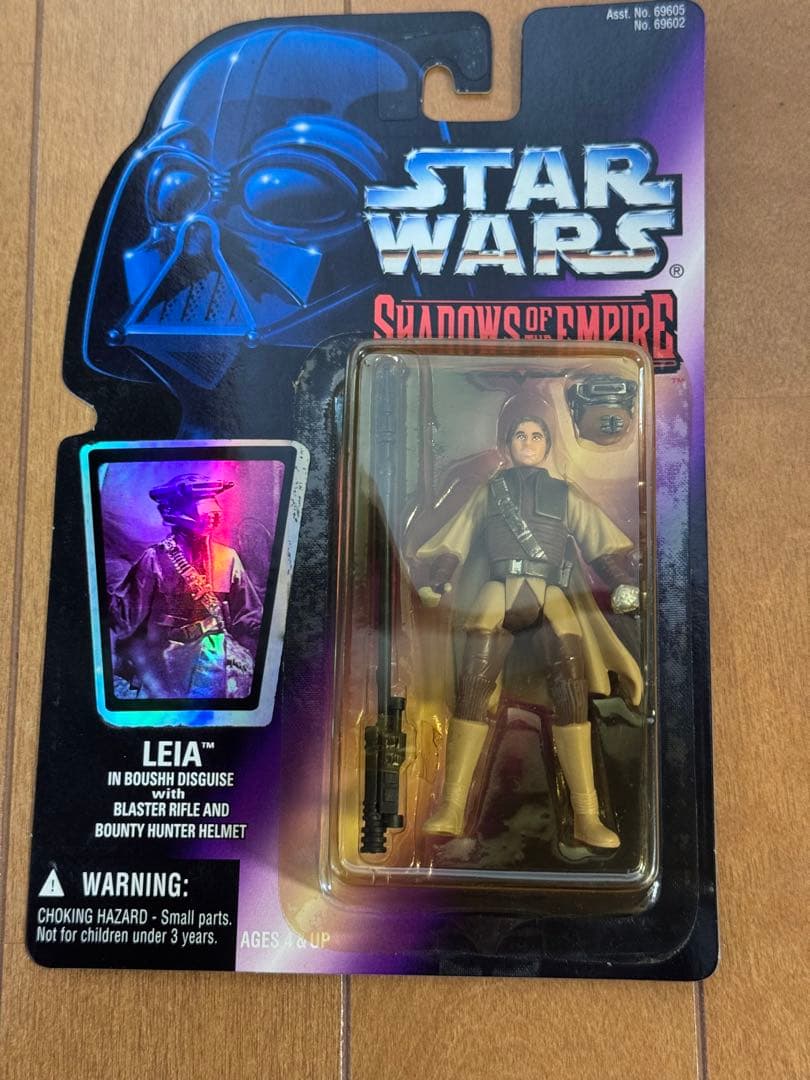 Asst. No. 69605
No. 69602
STAR
WARS®
SHADOWS OF THE EMPIRE™
LEIA™
IN BOUSHH DISGUISE
with
BLASTER RIFLE AND
BOUNTY HUNTER HELMET
⚠ WARNING:
CHOKING HAZARD - Small parts.
Not for children under 3 years.
AGES 4 & UP